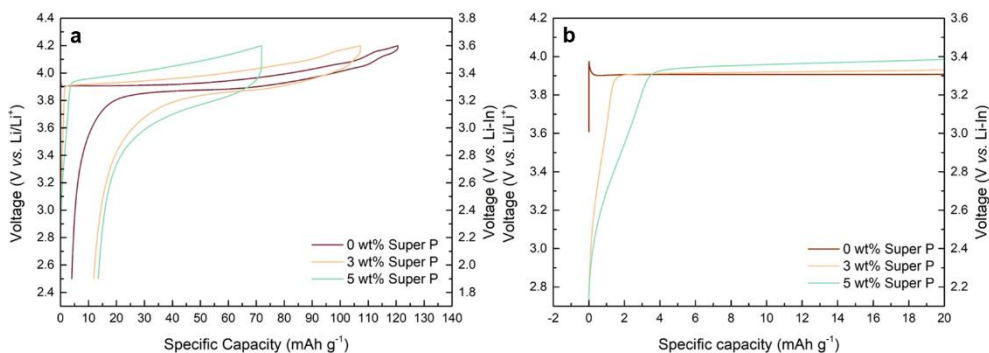 a
4.2
4.0
3.8
3.6
3.4
3.2
3.0
2.8
2.6
2.4
3.6
3.4
3.2
3.0
2.8
2.6
2.4
2.2
2.0
1.8
Voltage (V vs. Li/Li⁺)
Voltage (V vs. Li-In)
0 wt% Super P
3 wt% Super P
5 wt% Super P
0 10 20 30 40 50 60 70 80 90 100 110 120 130 140
Specific Capacity (mAh g⁻¹)
b
4.2
4.0
3.8
3.6
3.4
3.2
3.0
2.8
3.6
3.4
3.2
3.0
2.8
2.6
2.4
2.2
Voltage (V vs. Li/Li⁺)
Voltage (V vs. Li-In)
0 wt% Super P
3 wt% Super P
5 wt% Super P
-2 0 2 4 6 8 10 12 14 16 18 20
Specific capacity (mAh g⁻¹)